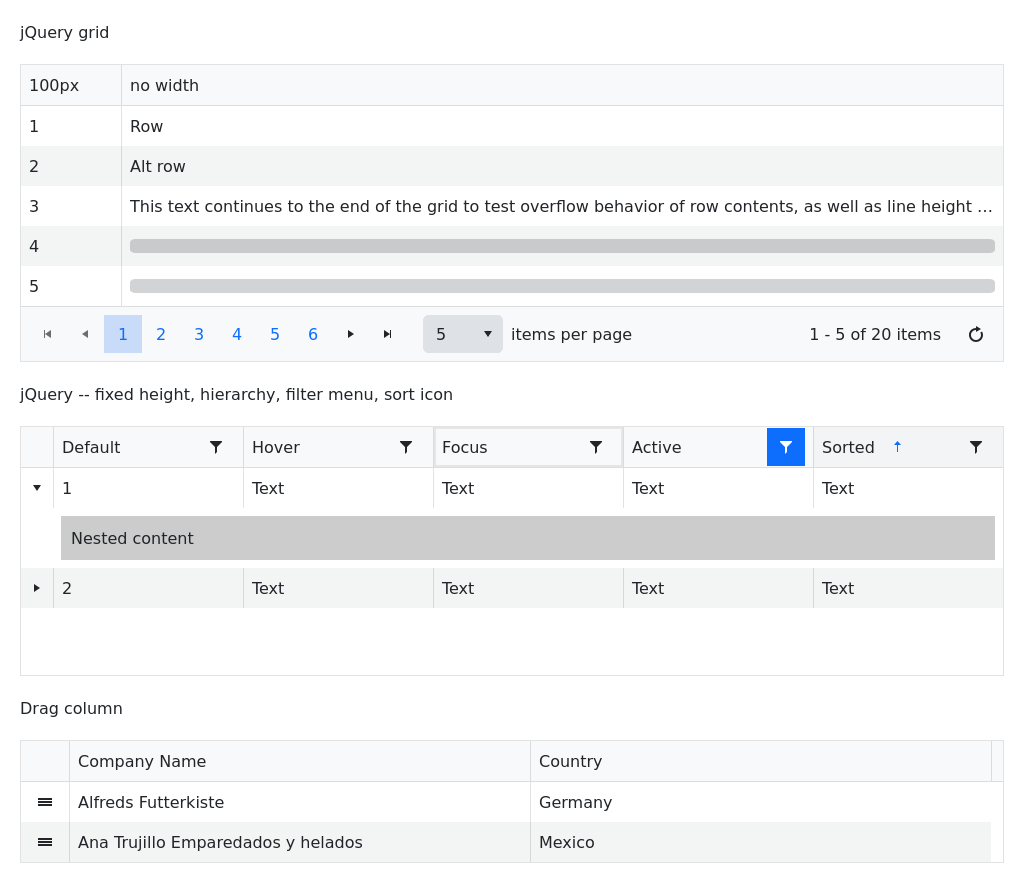 jQuery grid
100px no width
1 Row
2 Alt row
3 This text continues to the end of the grid to test overflow behavior of row contents, as well as line height …
4
5
1 2 3 4 5 6 5 items per page 1 - 5 of 20 items
jQuery -- fixed height, hierarchy, filter menu, sort icon
Default Hover Focus Active Sorted
1 Text Text Text Text
Nested content
2 Text Text Text Text
Drag column
Company Name Country
Alfreds Futterkiste Germany
Ana Trujillo Emparedados y helados Mexico